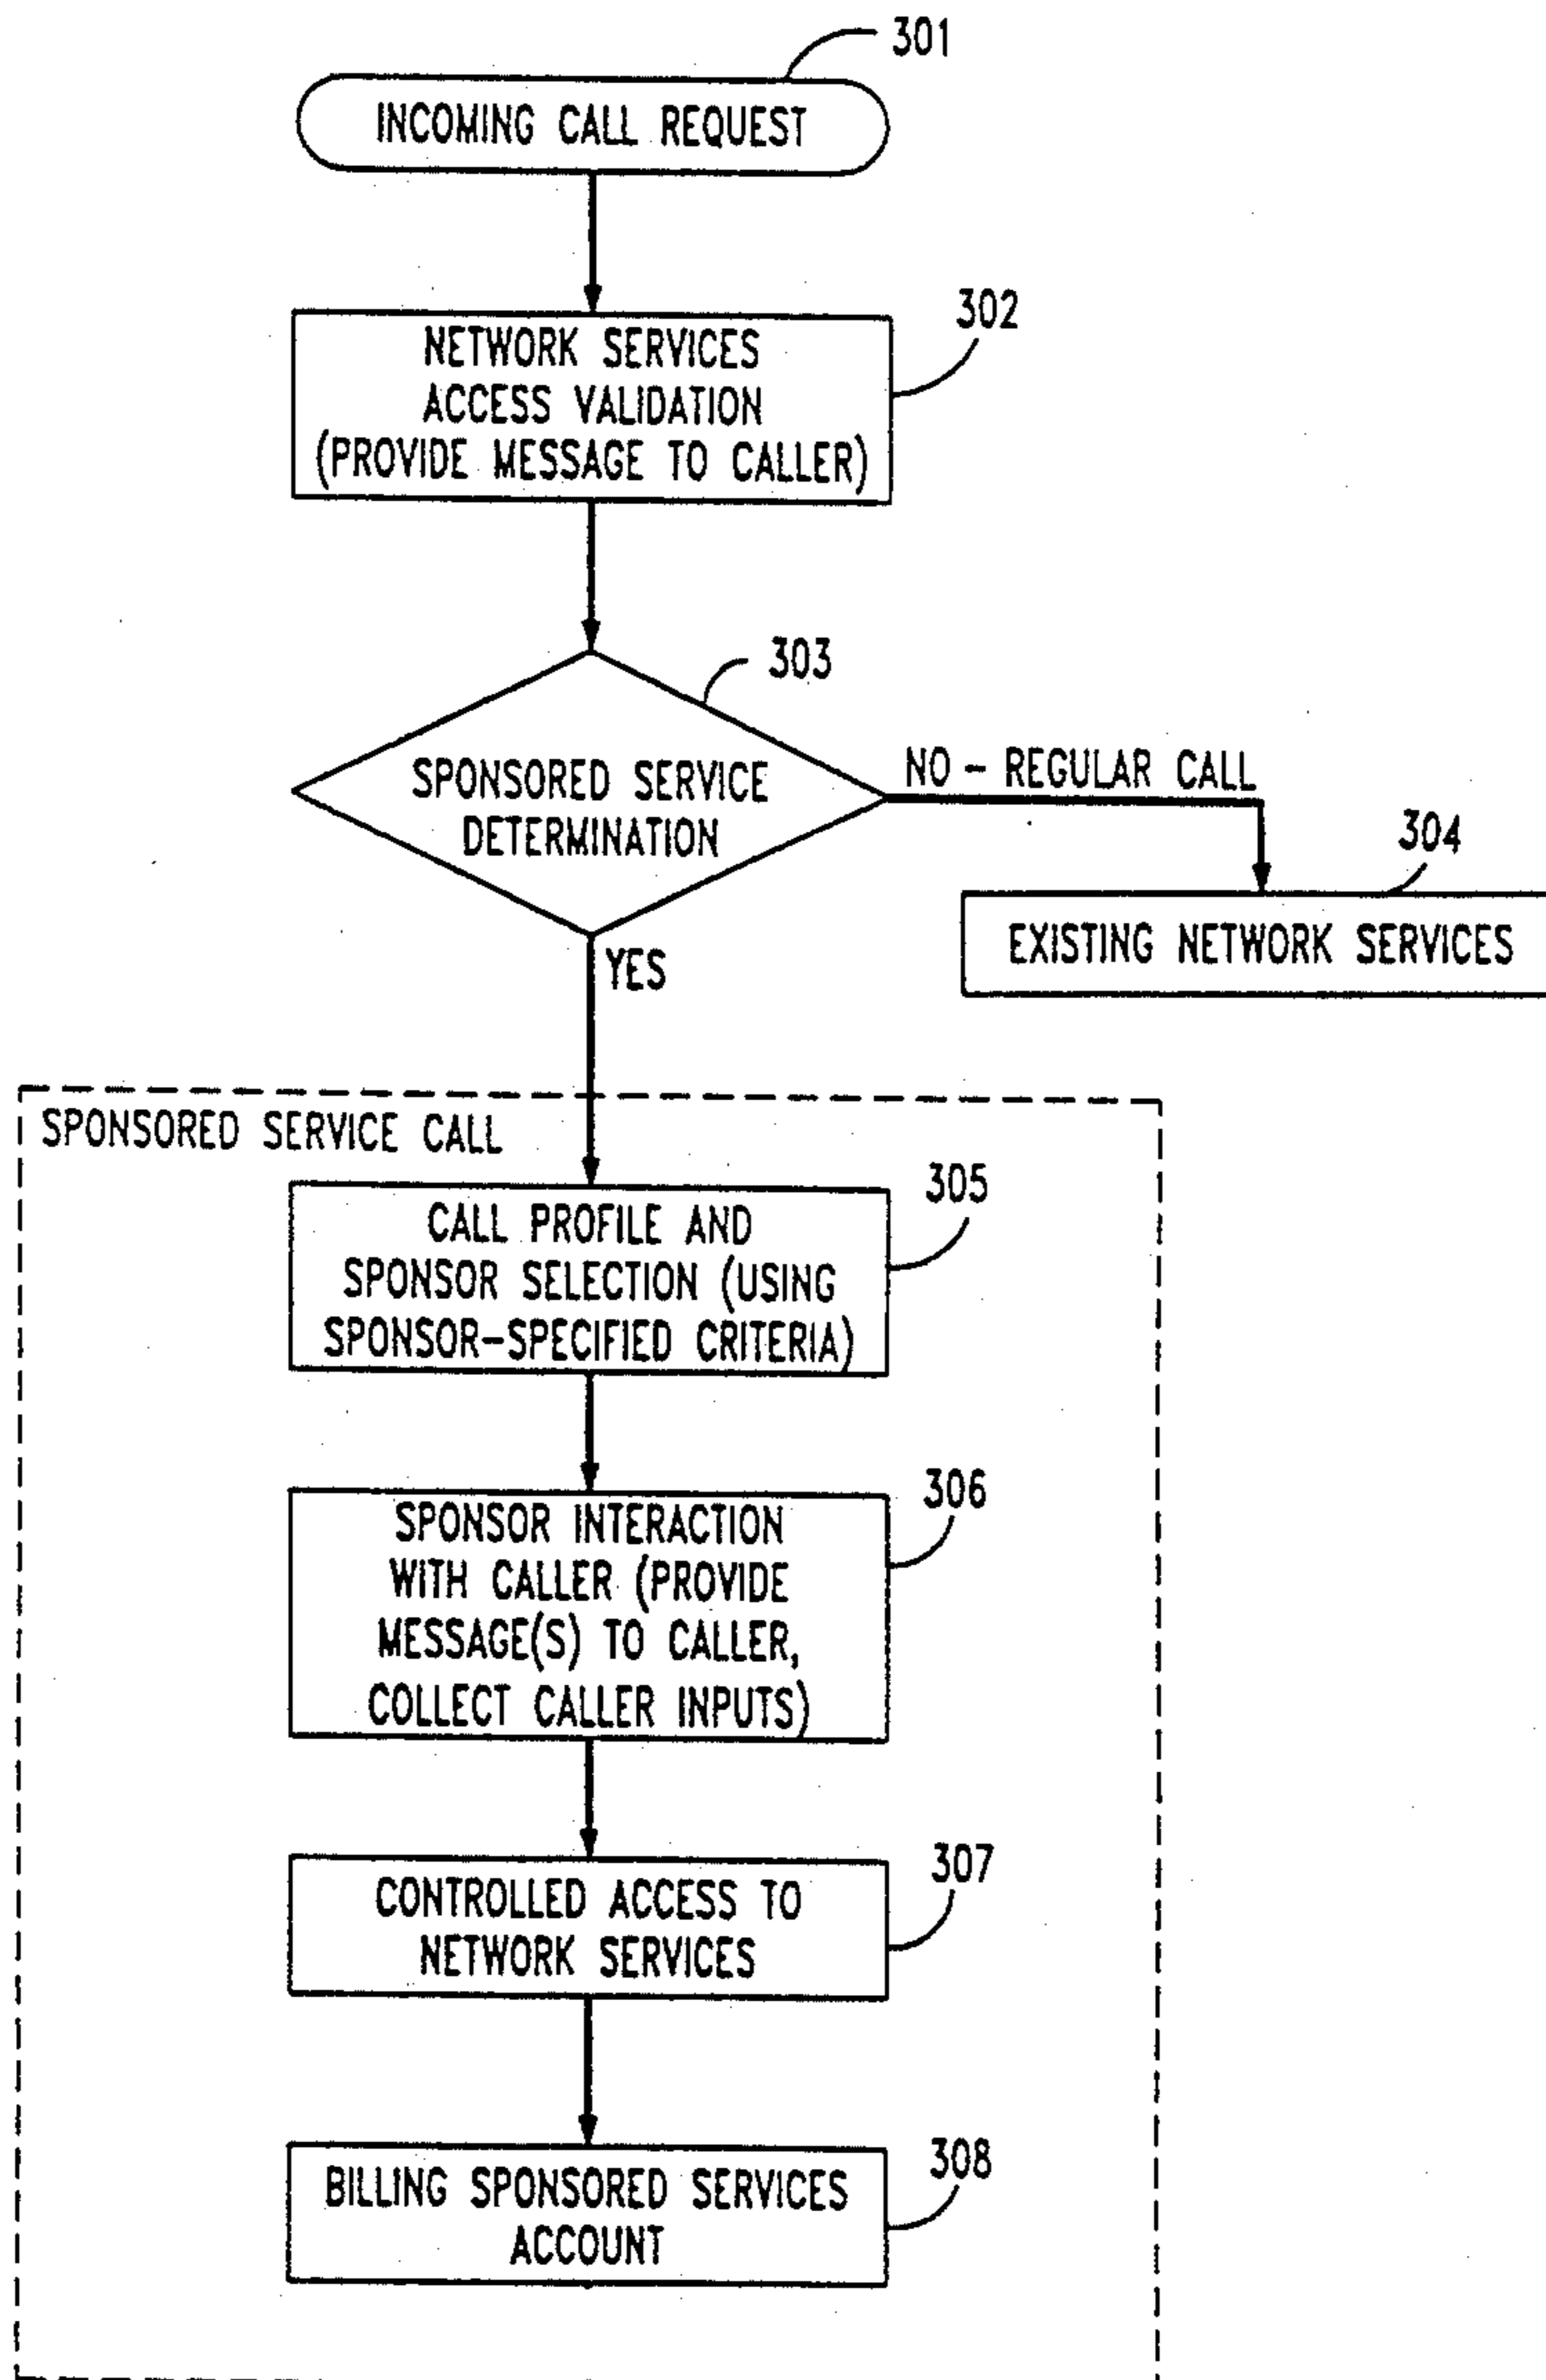 301
INCOMING CALL REQUEST
302
NETWORK SERVICES
ACCESS VALIDATION
(PROVIDE MESSAGE TO CALLER)
303
SPONSORED SERVICE
DETERMINATION
NO - REGULAR CALL
304
EXISTING NETWORK SERVICES
YES
SPONSORED SERVICE CALL
305
CALL PROFILE AND
SPONSOR SELECTION (USING
SPONSOR-SPECIFIED CRITERIA)
306
SPONSOR INTERACTION
WITH CALLER (PROVIDE
MESSAGE(S) TO CALLER,
COLLECT CALLER INPUTS)
307
CONTROLLED ACCESS TO
NETWORK SERVICES
308
BILLING SPONSORED SERVICES
ACCOUNT